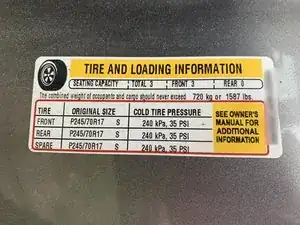 TIRE AND LOADING INFORMATION
SEATING CAPACITY TOTAL 3 FRONT 3 REAR 0
The combined weight of occupants and cargo should never exceed 720 kg or 1587 lbs.
TIRE ORIGINAL SIZE COLD TIRE PRESSURE
FRONT P245/70R17 S 240 kPa, 35 PSI
REAR P245/70R17 S 240 kPa, 35 PSI
SPARE P245/70R17 S 240 kPa, 35 PSI
SEE OWNER'S
MANUAL FOR
ADDITIONAL
INFORMATION